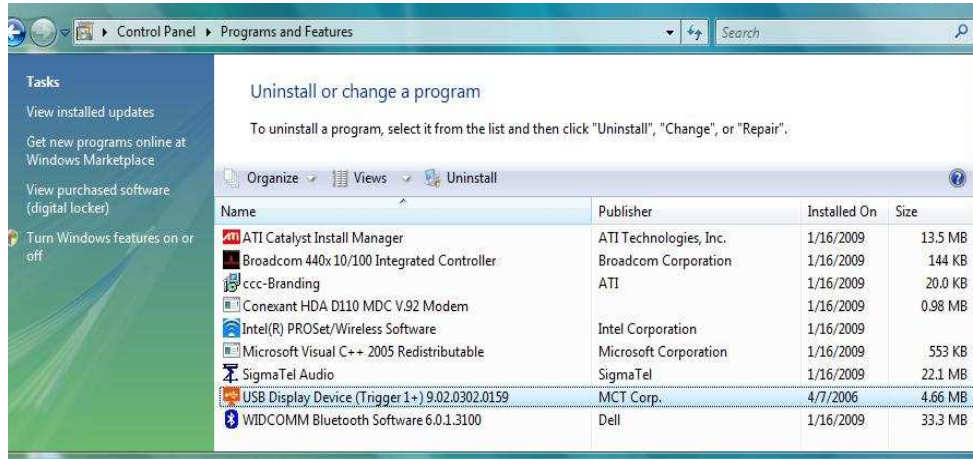 Control Panel Programs and Features Search
Tasks
View installed updates
Get new programs online at
Windows Marketplace
View purchased software
(digital locker)
Turn Windows features on or
off
Uninstall or change a program
To uninstall a program, select it from the list and then click "Uninstall", "Change", or "Repair".
Organize Views Uninstall
Name Publisher Installed On Size
ATI Catalyst Install Manager ATI Technologies, Inc. 1/16/2009 13.5 MB
Broadcom 440x 10/100 Integrated Controller Broadcom Corporation 1/16/2009 144 KB
ccc-Branding ATI 1/16/2009 20.0 KB
Conexant HDA D110 MDC V.92 Modem 1/16/2009 0.98 MB
Intel(R) PROSet/Wireless Software Intel Corporation 1/16/2009
Microsoft Visual C++ 2005 Redistributable Microsoft Corporation 1/16/2009 553 KB
SigmaTel Audio SigmaTel 1/16/2009 22.1 MB
USB Display Device (Trigger 1+) 9.02.0302.0159 MCT Corp. 4/7/2006 4.66 MB
WIDCOMM Bluetooth Software 6.0.1.3100 Dell 1/16/2009 33.3 MB